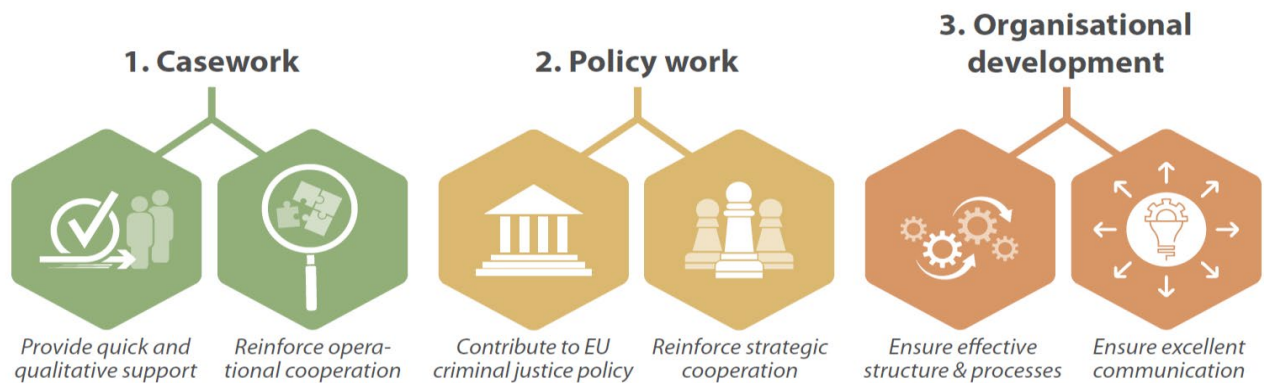 1. Casework
Provide quick and
qualitative support
Reinforce opera-
tional cooperation
2. Policy work
Contribute to EU
criminal justice policy
Reinforce strategic
cooperation
3. Organisational
development
Ensure effective
structure & processes
Ensure excellent
communication